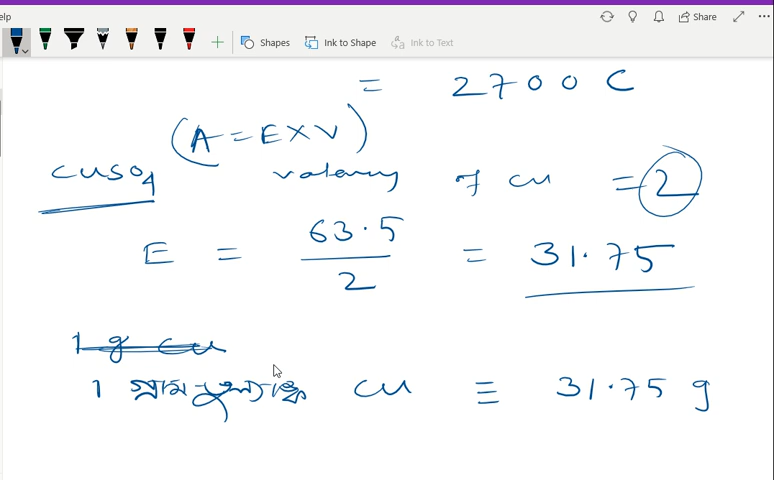 elp
Share
Shapes Ink to Shape Ink to Text
= 2700 C
(A = E x V)
CuSO4 valency of Cu = 2
E = 63.5 / 2 = 31.75
1 g Cu
1 গ্রাম-তুল্যাঙ্ক Cu ≡ 31.75 g